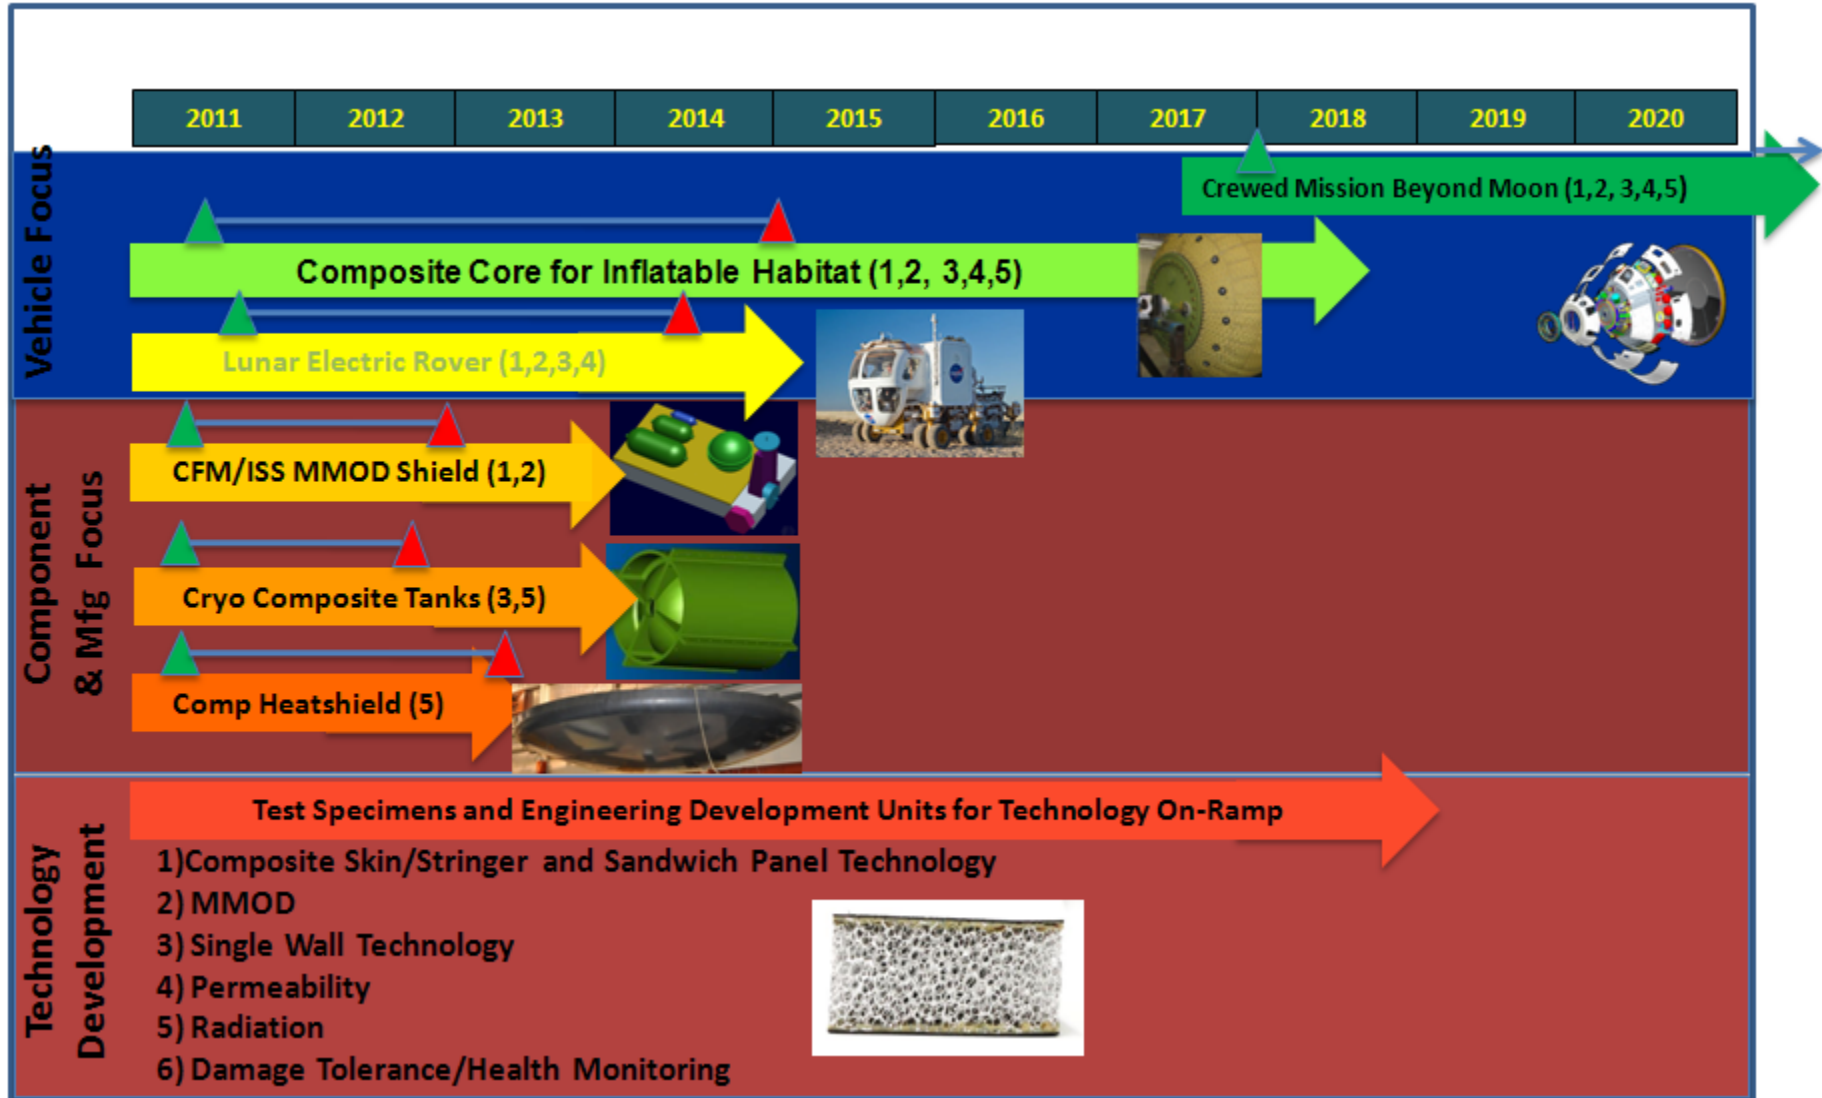 2011 2012 2013 2014 2015 2016 2017 2018 2019 2020
Vehicle Focus
Crewed Mission Beyond Moon (1,2, 3,4,5)
Composite Core for Inflatable Habitat (1,2, 3,4,5)
Lunar Electric Rover (1,2,3,4)
Component
& Mfg Focus
CFM/ISS MMOD Shield (1,2)
Cryo Composite Tanks (3,5)
Comp Heatshield (5)
Technology
Development
Test Specimens and Engineering Development Units for Technology On-Ramp
1)Composite Skin/Stringer and Sandwich Panel Technology
2) MMOD
3) Single Wall Technology
4) Permeability
5) Radiation
6) Damage Tolerance/Health Monitoring